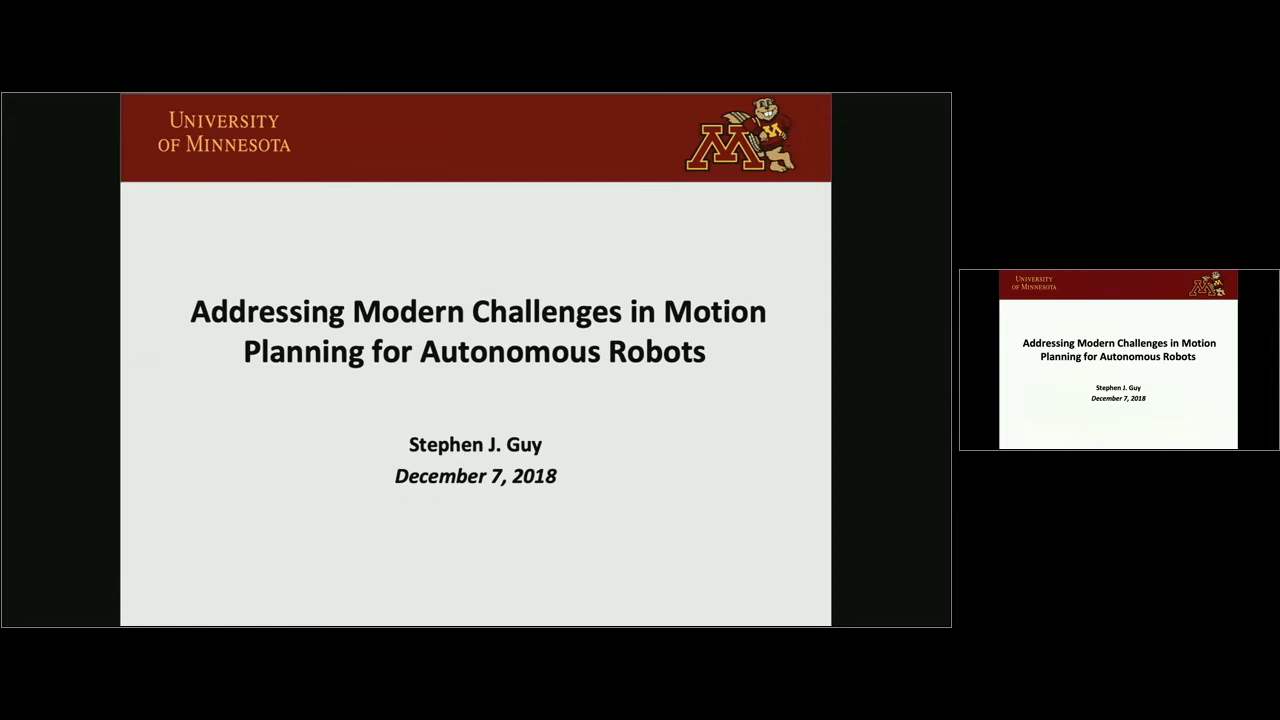 UNIVERSITY
OF MINNESOTA
M
Addressing Modern Challenges in Motion
Planning for Autonomous Robots
Stephen J. Guy
December 7, 2018
UNIVERSITY
OF MINNESOTA
M
Addressing Modern Challenges in Motion
Planning for Autonomous Robots
Stephen J. Guy
December 7, 2018